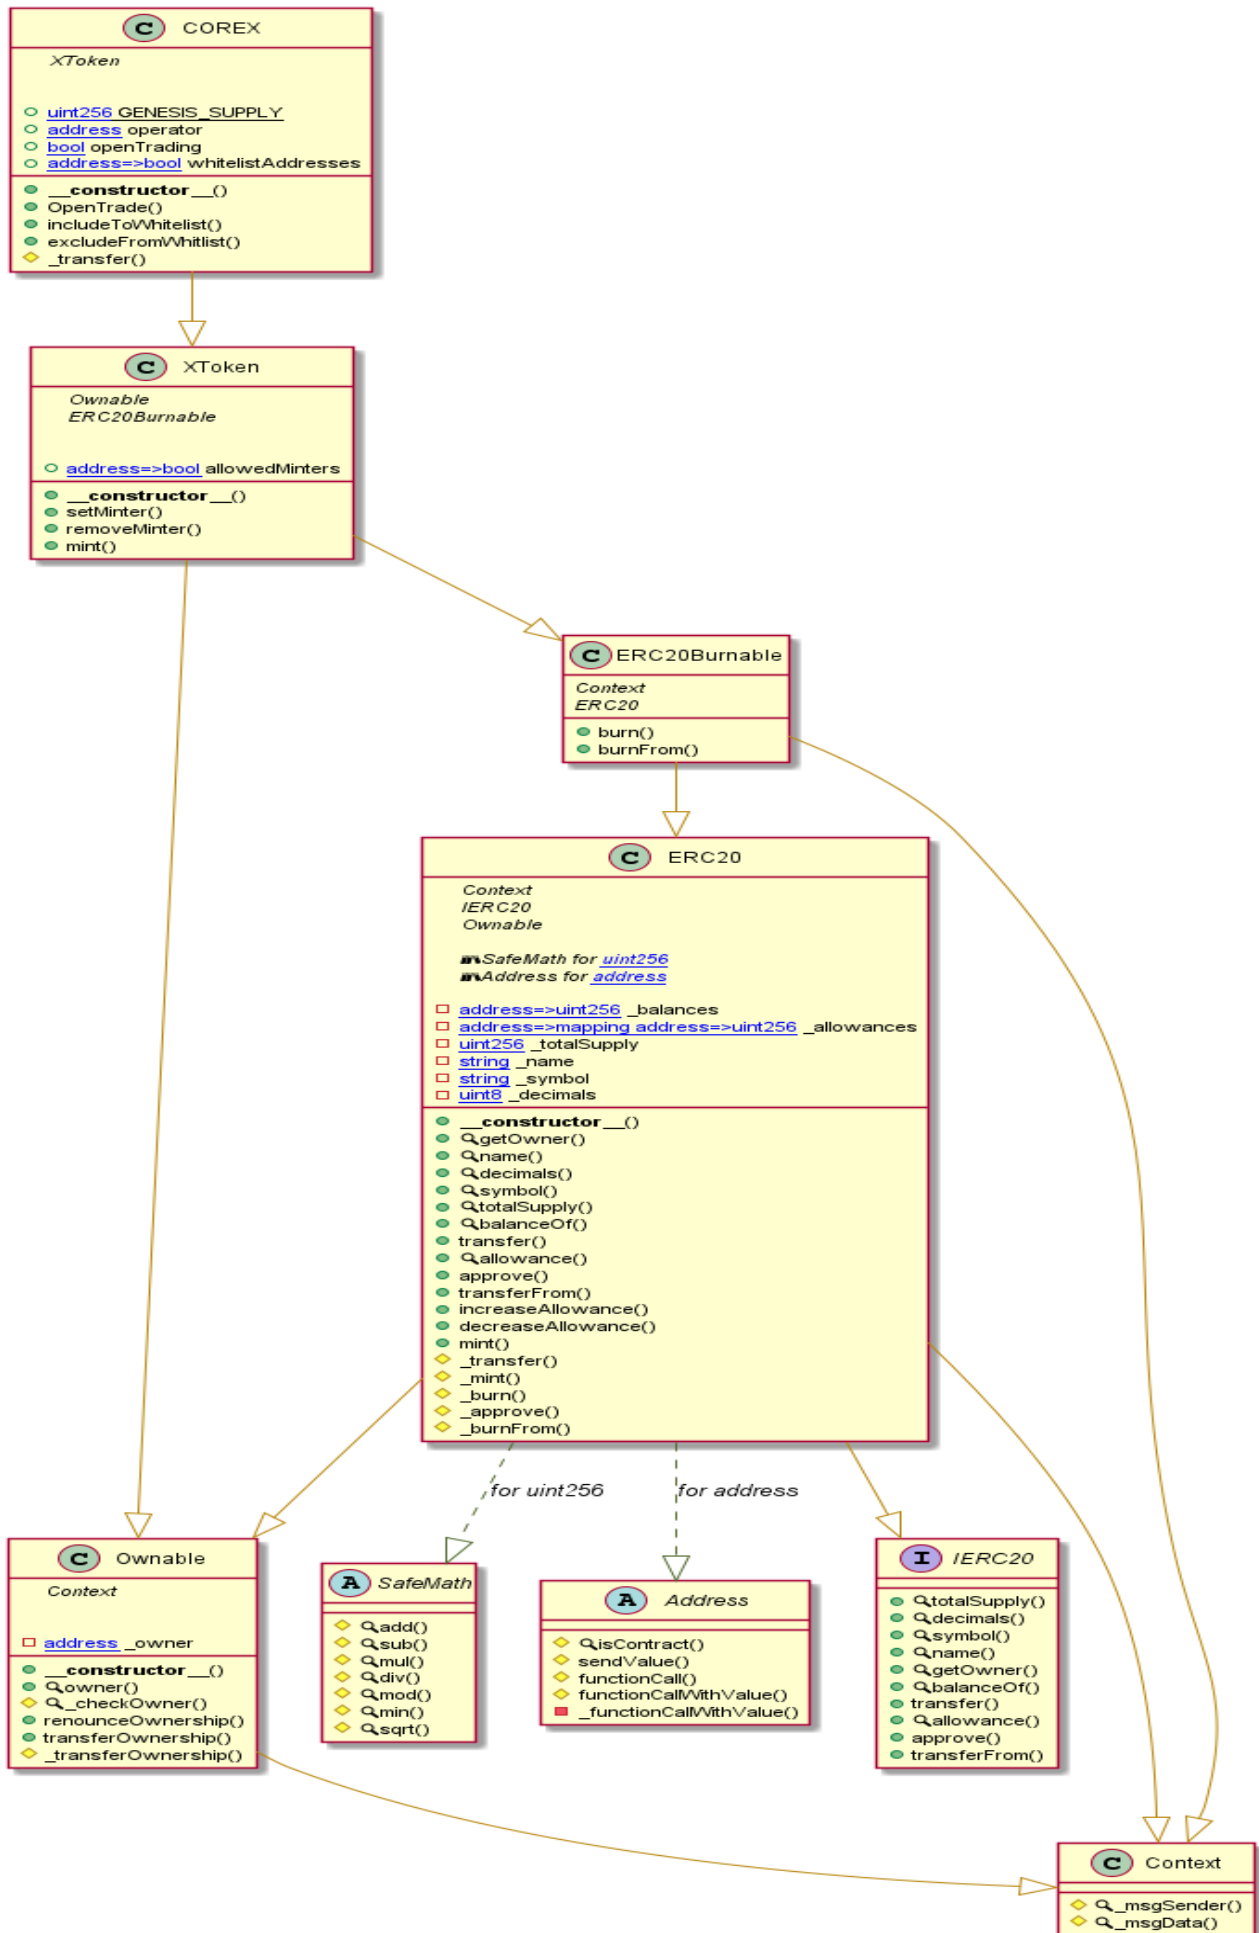 C COREX
XToken
uint256 GENESIS_SUPPLY
address operator
bool openTrading
address=>bool whitelistAddresses
__constructor__()
OpenTrade()
includeToWhitelist()
excludeFromWhitlist()
_transfer()
C XToken
Ownable
ERC20Burnable
address=>bool allowedMinters
__constructor__()
setMinter()
removeMinter()
mint()
C ERC20Burnable
Context
ERC20
burn()
burnFrom()
C ERC20
Context
IERC20
Ownable
SafeMath for uint256
Address for address
address=>uint256 _balances
address=>mapping address=>uint256 _allowances
uint256 _totalSupply
string _name
string _symbol
uint8 _decimals
__constructor__()
getOwner()
name()
decimals()
symbol()
totalSupply()
balanceOf()
transfer()
allowance()
approve()
transferFrom()
increaseAllowance()
decreaseAllowance()
mint()
_transfer()
_mint()
_burn()
_approve()
_burnFrom()
for uint256
for address
C Ownable
Context
address _owner
__constructor__()
owner()
_checkOwner()
renounceOwnership()
transferOwnership()
_transferOwnership()
A SafeMath
add()
sub()
mul()
div()
mod()
min()
sqrt()
A Address
isContract()
sendValue()
functionCall()
functionCallWithValue()
_functionCallWithValue()
I IERC20
totalSupply()
decimals()
symbol()
name()
getOwner()
balanceOf()
transfer()
allowance()
approve()
transferFrom()
C Context
_msgSender()
_msgData()